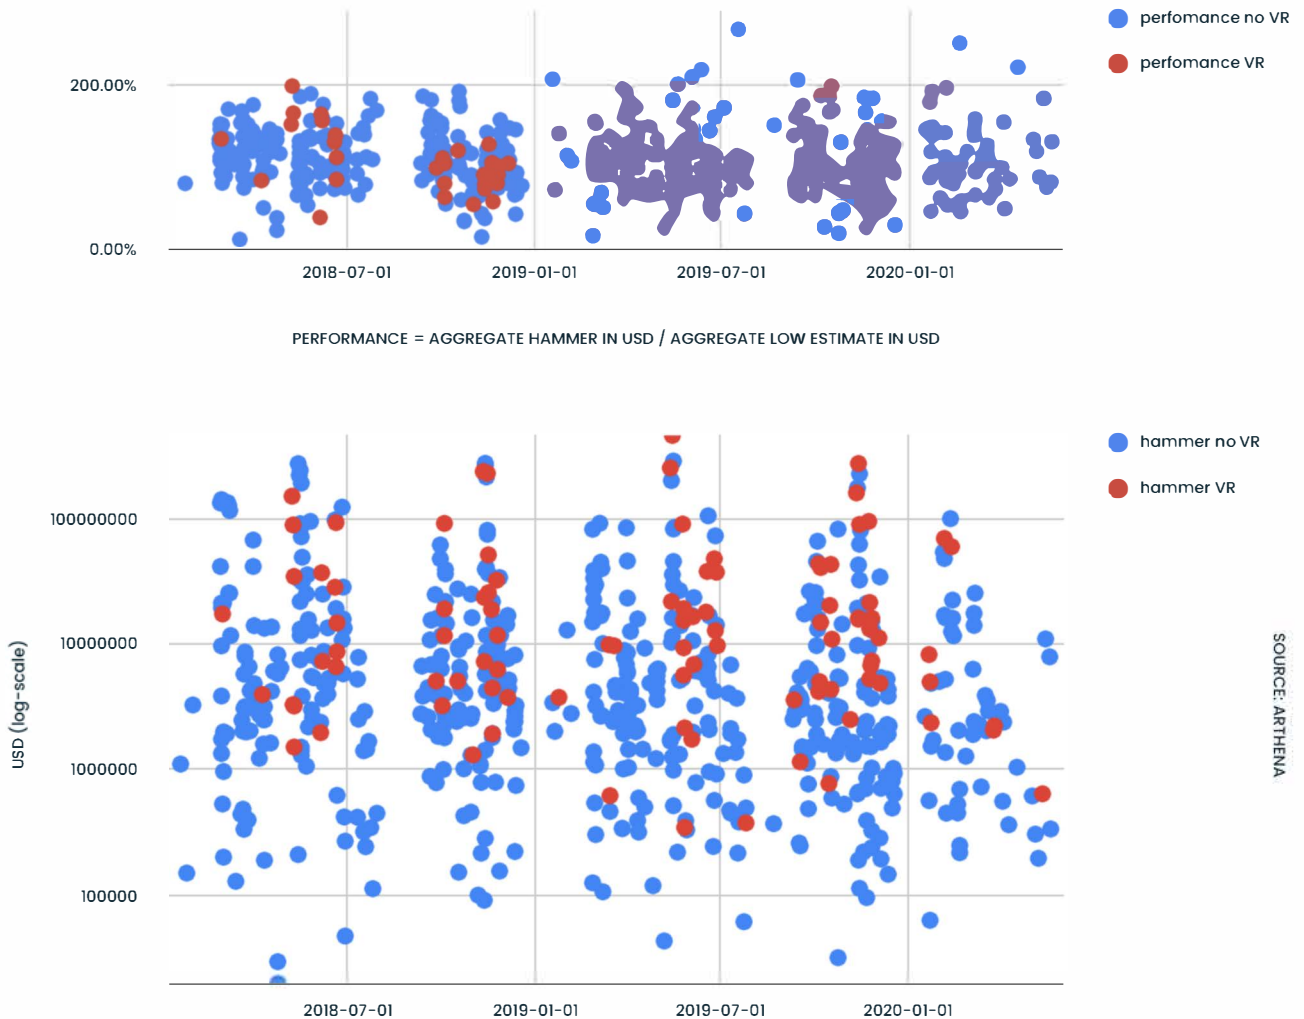 perfomance no VR
perfomance VR
200.00%
0.00%
2018-07-01
2019-01-01
2019-07-01
2020-01-01
PERFORMANCE = AGGREGATE HAMMER IN USD / AGGREGATE LOW ESTIMATE IN USD
hammer no VR
hammer VR
100000000
10000000
1000000
100000
USD (log-scale)
SOURCE: ARTHENA
2018-07-01
2019-01-01
2019-07-01
2020-01-01